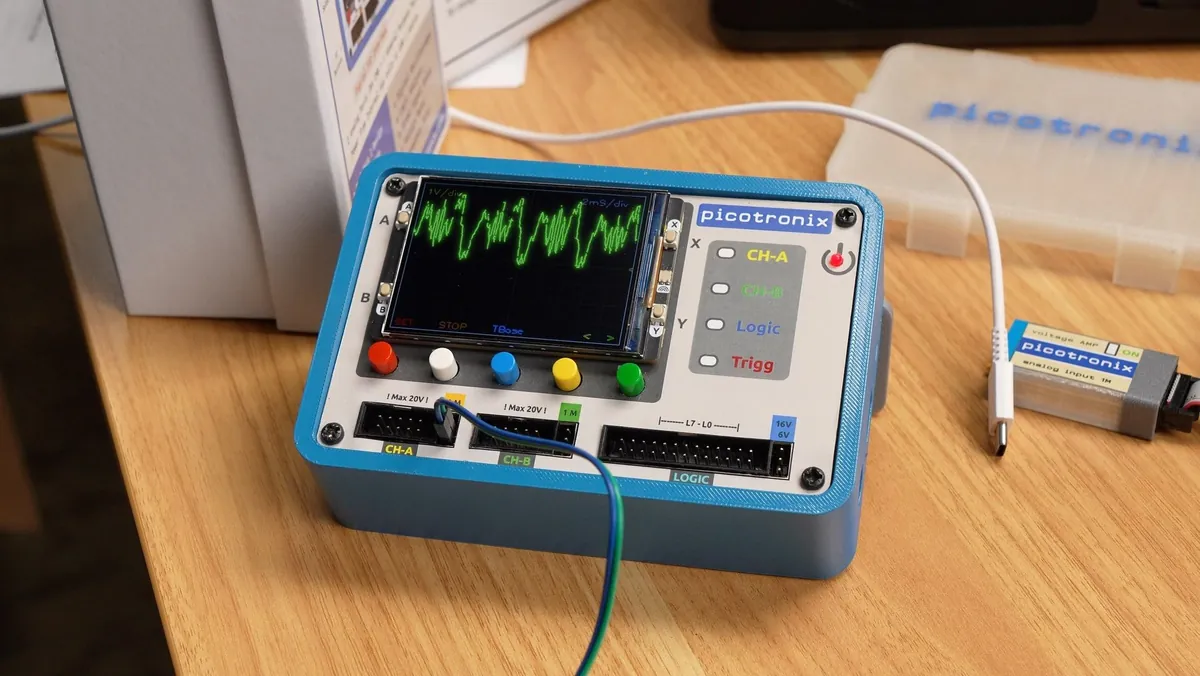 1V/div
2mS/div
A
A
B
B
X
X
Y
Y
SET
STOP
TBase
<
>
picotronix
CH-A
CH-B
Logic
Trigg
! Max 20V !
! Max 20V !
1 M
L7 - L0
16V
6V
CH-A
CH-B
LOGIC
picotroni
voltage AMP
ON
picotronix
analog input 1M